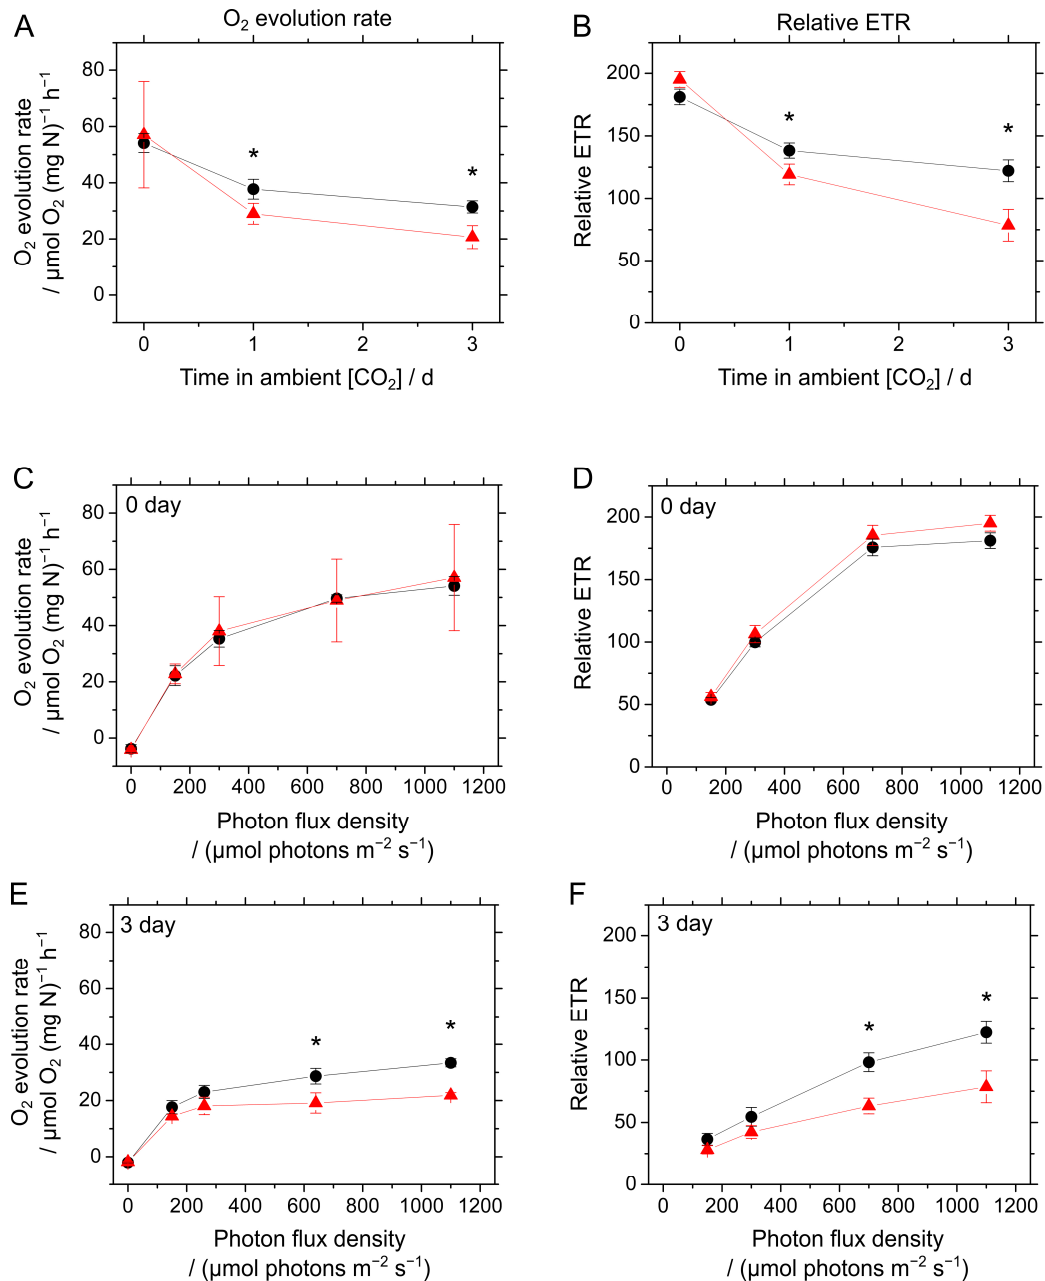 A
O₂ evolution rate
O₂ evolution rate
/ µmol O₂ (mg N)⁻¹ h⁻¹
80
60
40
20
0
*
*
0 1 2 3
Time in ambient [CO₂] / d
B
Relative ETR
Relative ETR
200
150
100
50
0
*
*
0 1 2 3
Time in ambient [CO₂] / d
C
0 day
O₂ evolution rate
/ µmol O₂ (mg N)⁻¹ h⁻¹
80
60
40
20
0
0 200 400 600 800 1000 1200
Photon flux density
/ (µmol photons m⁻² s⁻¹)
D
0 day
Relative ETR
200
150
100
50
0
0 200 400 600 800 1000 1200
Photon flux density
/ (µmol photons m⁻² s⁻¹)
E
3 day
O₂ evolution rate
/ µmol O₂ (mg N)⁻¹ h⁻¹
80
60
40
20
0
*
*
0 200 400 600 800 1000 1200
Photon flux density
/ (µmol photons m⁻² s⁻¹)
F
3 day
Relative ETR
200
150
100
50
0
*
*
0 200 400 600 800 1000 1200
Photon flux density
/ (µmol photons m⁻² s⁻¹)